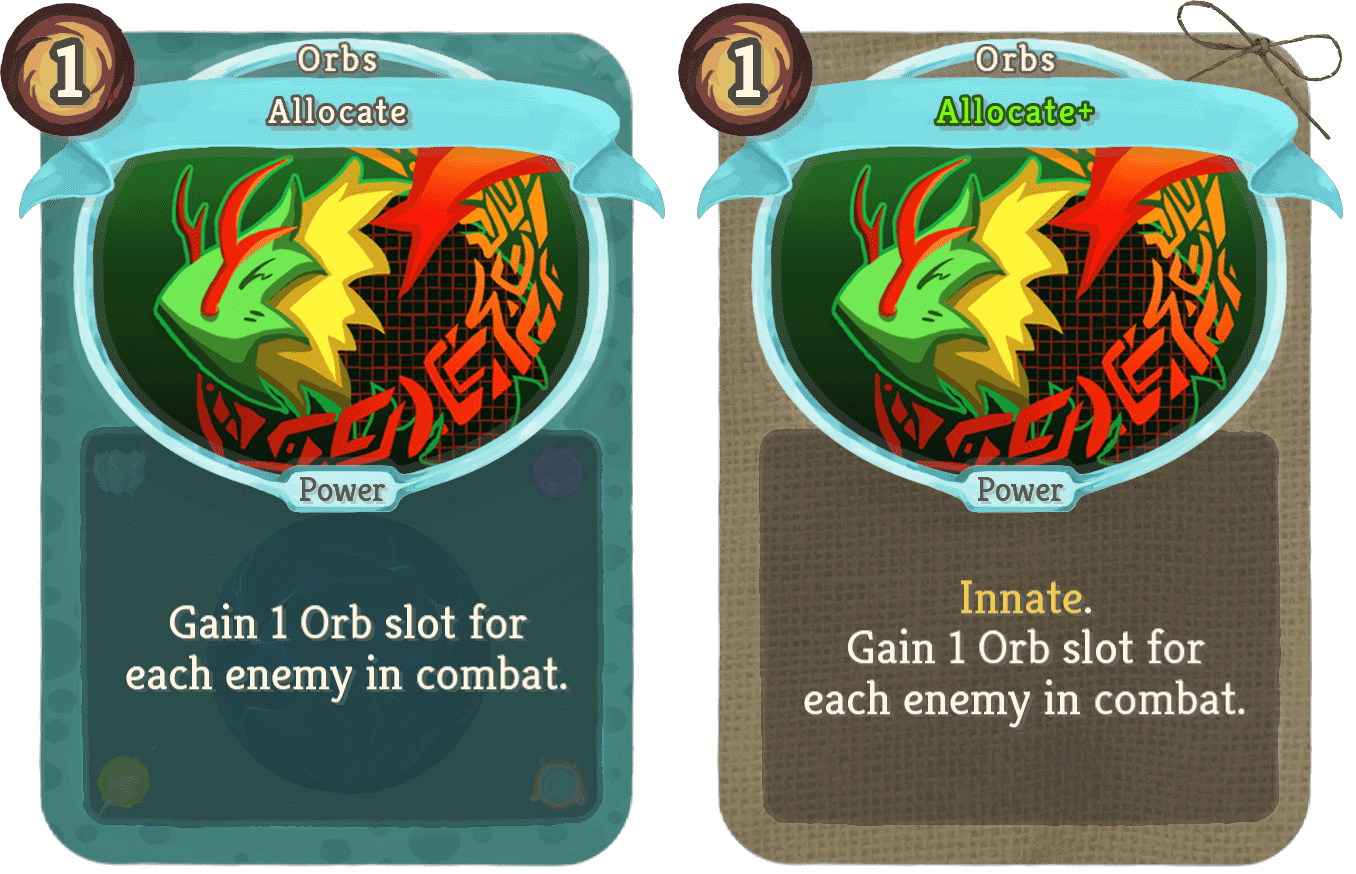 1
Orbs
Allocate
Power
Gain 1 Orb slot for
each enemy in combat.
1
Orbs
Allocate+
Power
Innate.
Gain 1 Orb slot for
each enemy in combat.